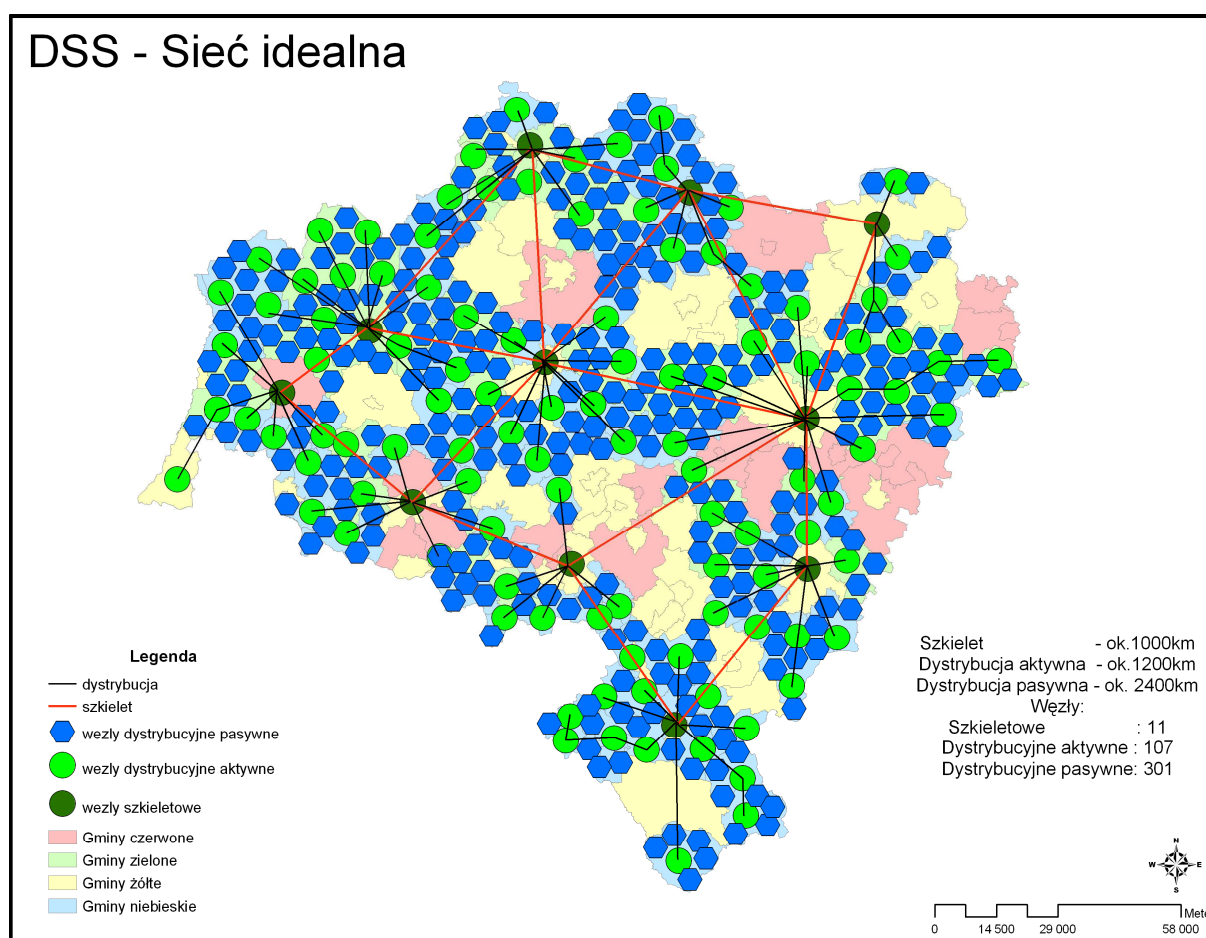 DSS - Sieć idealna
Szkielet - ok.1000km
Dystrybucja aktywna - ok.1200km
Dystrybucja pasywna - ok. 2400km
Węzły:
Szkieletowe : 11
Dystrybucyjne aktywne : 107
Dystrybucyjne pasywne: 301
Legenda
dystrybucja
szkielet
wezly dystrybucyjne pasywne
wezly dystrybucyjne aktywne
wezly szkieletowe
Gminy czerwone
Gminy zielone
Gminy żółte
Gminy niebieskie
N
W E
S
Mete
0 14 500 29 000 58 000